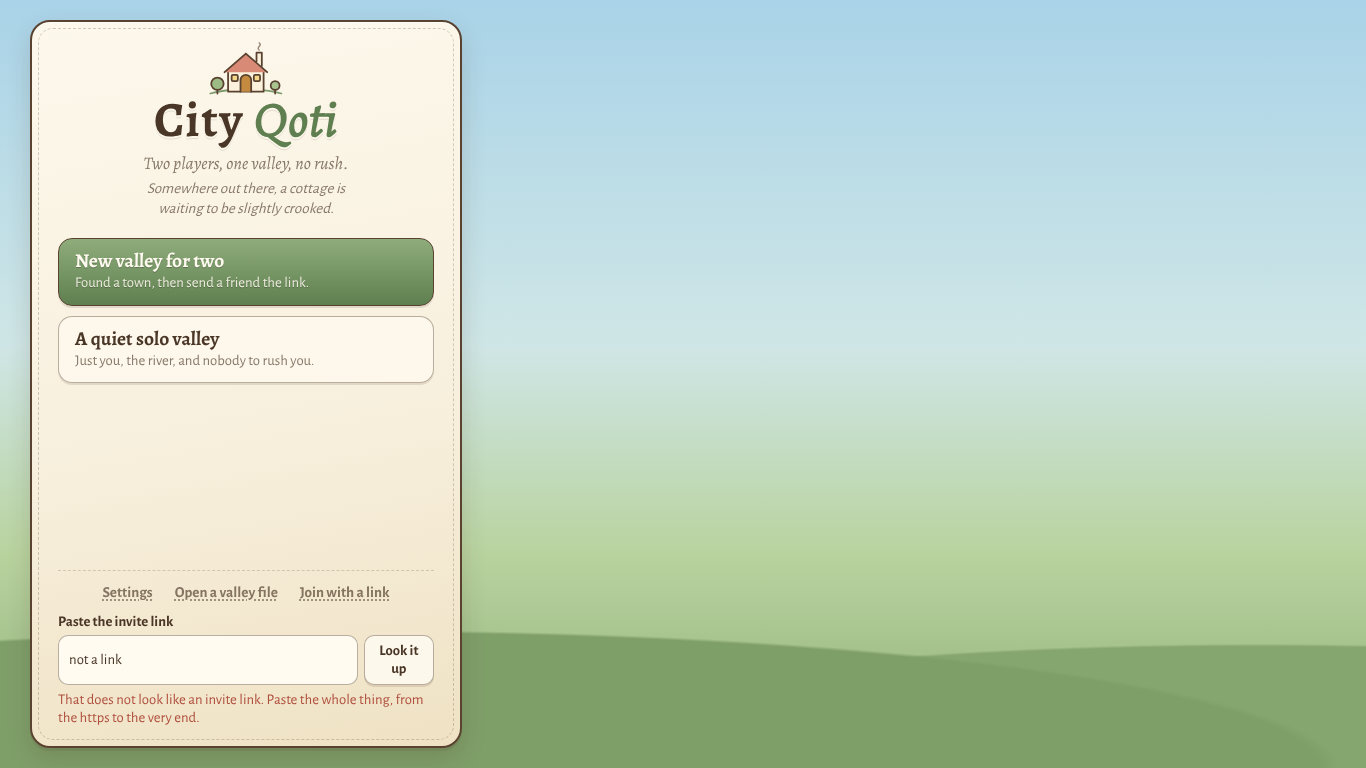 City Qoti
Two players, one valley, no rush.
Somewhere out there, a cottage is
waiting to be slightly crooked.
New valley for two
Found a town, then send a friend the link.
A quiet solo valley
Just you, the river, and nobody to rush you.
Settings Open a valley file Join with a link
Paste the invite link
not a link
Look it
up
That does not look like an invite link. Paste the whole thing, from
the https to the very end.